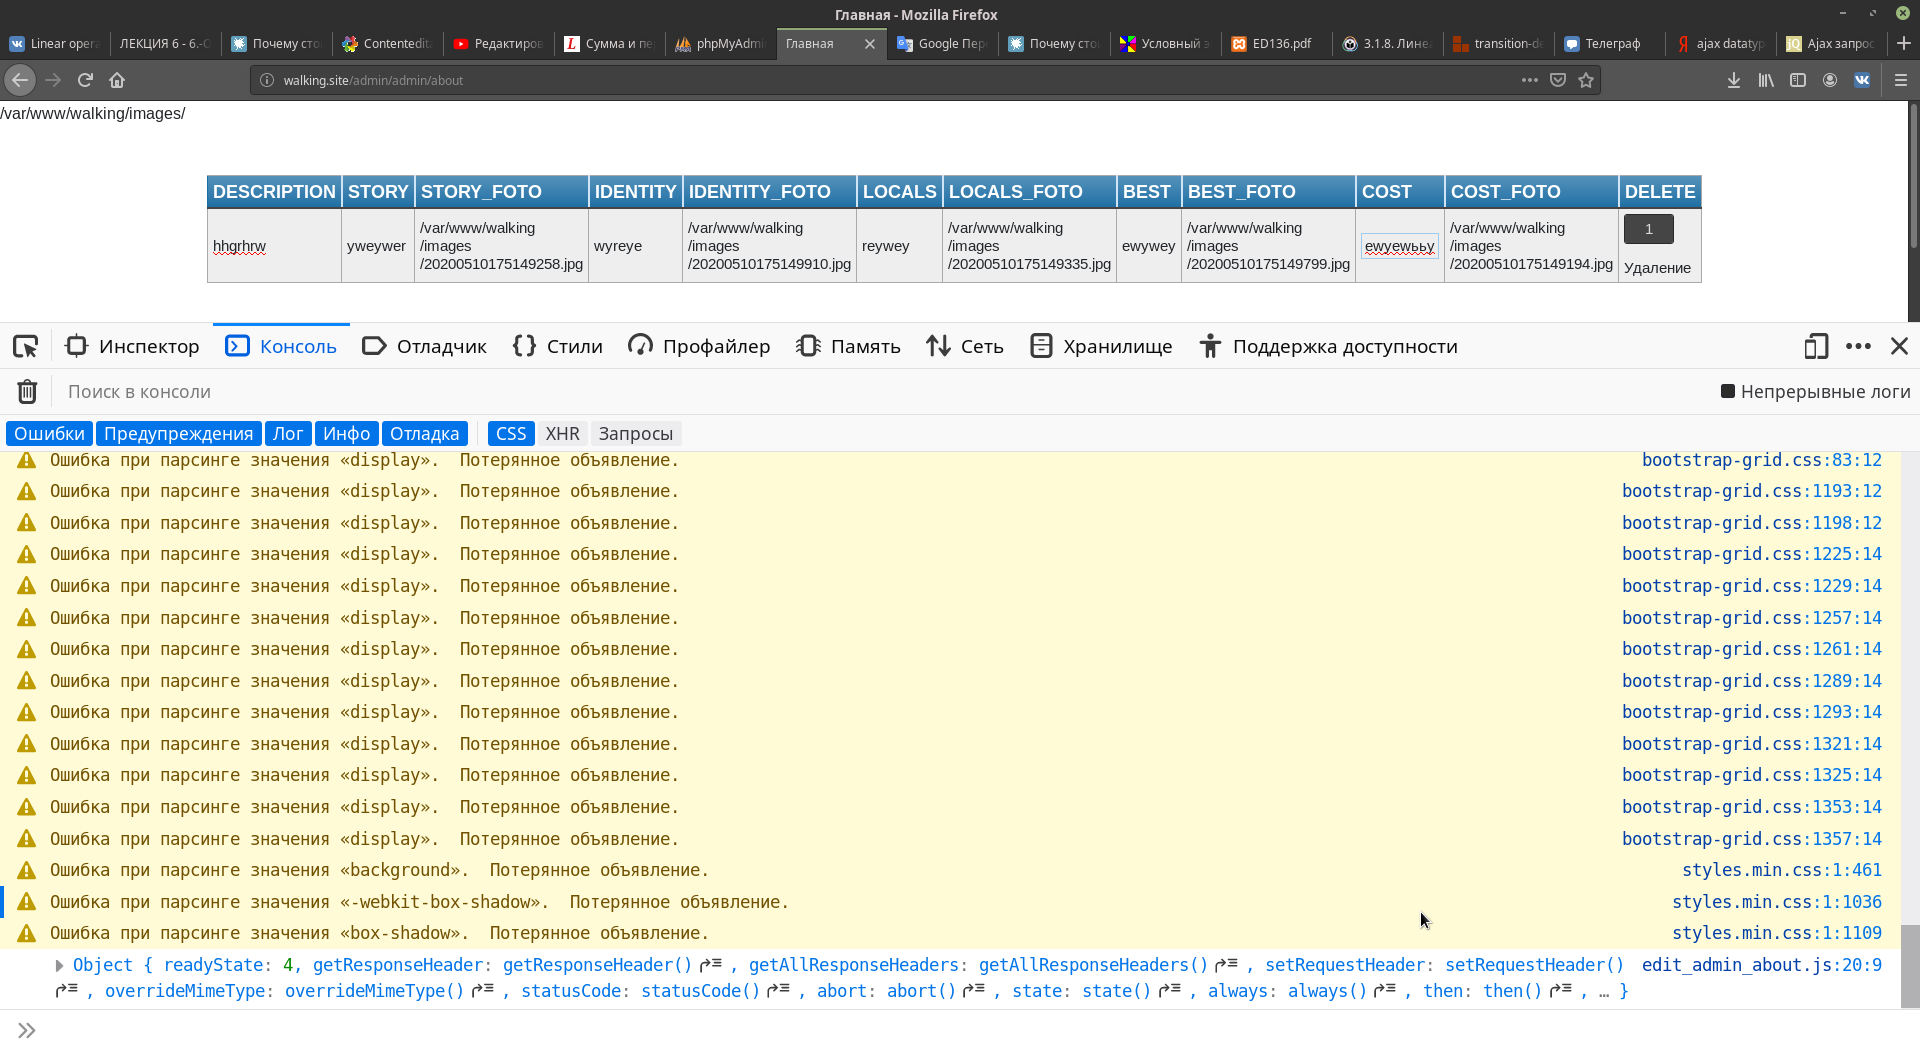 Главная - Mozilla Firefox
Linear oper
ЛЕКЦИЯ 6 - 6.-О
Почему сто
Contentedit
Редактиров
Сумма и пе
phpMyAdmi
Главная
Google Пер
Почему сто
Условный э
ED136.pdf
3.1.8. Лине
transition-de
Телеграф
ajax datatyp
Ajax запрос
walking.site/admin/admin/about
/var/www/walking/images/
DESCRIPTION STORY STORY_FOTO IDENTITY IDENTITY_FOTO LOCALS LOCALS_FOTO BEST BEST_FOTO COST COST_FOTO DELETE
hhgrhrw
yweywer
/var/www/walking
/images
/20200510175149258.jpg
wyreye
/var/www/walking
/images
/20200510175149910.jpg
reywey
/var/www/walking
/images
/20200510175149335.jpg
ewywey
/var/www/walking
/images
/20200510175149799.jpg
ewyewььy
/var/www/walking
/images
/20200510175149194.jpg
1
Удаление
Инспектор Консоль Отладчик Стили Профайлер Память Сеть Хранилище Поддержка доступности
Поиск в консоли
Непрерывные логи
Ошибки Предупреждения Лог Инфо Отладка CSS XHR Запросы
Ошибка при парсинге значения «display». Потерянное объявление. bootstrap-grid.css:83:12
Ошибка при парсинге значения «display». Потерянное объявление. bootstrap-grid.css:1193:12
Ошибка при парсинге значения «display». Потерянное объявление. bootstrap-grid.css:1198:12
Ошибка при парсинге значения «display». Потерянное объявление. bootstrap-grid.css:1225:14
Ошибка при парсинге значения «display». Потерянное объявление. bootstrap-grid.css:1229:14
Ошибка при парсинге значения «display». Потерянное объявление. bootstrap-grid.css:1257:14
Ошибка при парсинге значения «display». Потерянное объявление. bootstrap-grid.css:1261:14
Ошибка при парсинге значения «display». Потерянное объявление. bootstrap-grid.css:1289:14
Ошибка при парсинге значения «display». Потерянное объявление. bootstrap-grid.css:1293:14
Ошибка при парсинге значения «display». Потерянное объявление. bootstrap-grid.css:1321:14
Ошибка при парсинге значения «display». Потерянное объявление. bootstrap-grid.css:1325:14
Ошибка при парсинге значения «display». Потерянное объявление. bootstrap-grid.css:1353:14
Ошибка при парсинге значения «display». Потерянное объявление. bootstrap-grid.css:1357:14
Ошибка при парсинге значения «background». Потерянное объявление. styles.min.css:1:461
Ошибка при парсинге значения «-webkit-box-shadow». Потерянное объявление. styles.min.css:1:1036
Ошибка при парсинге значения «box-shadow». Потерянное объявление. styles.min.css:1:1109
Object { readyState: 4, getResponseHeader: getResponseHeader() , getAllResponseHeaders: getAllResponseHeaders() , setRequestHeader: setRequestHeader() edit_admin_about.js:20:9
, overrideMimeType: overrideMimeType() , statusCode: statusCode() , abort: abort() , state: state() , always: always() , then: then() , … }